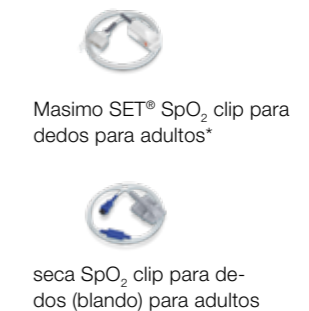 Masimo SET® SpO₂ clip para
dedos para adultos*
seca SpO₂ clip para de-
dos (blando) para adultos